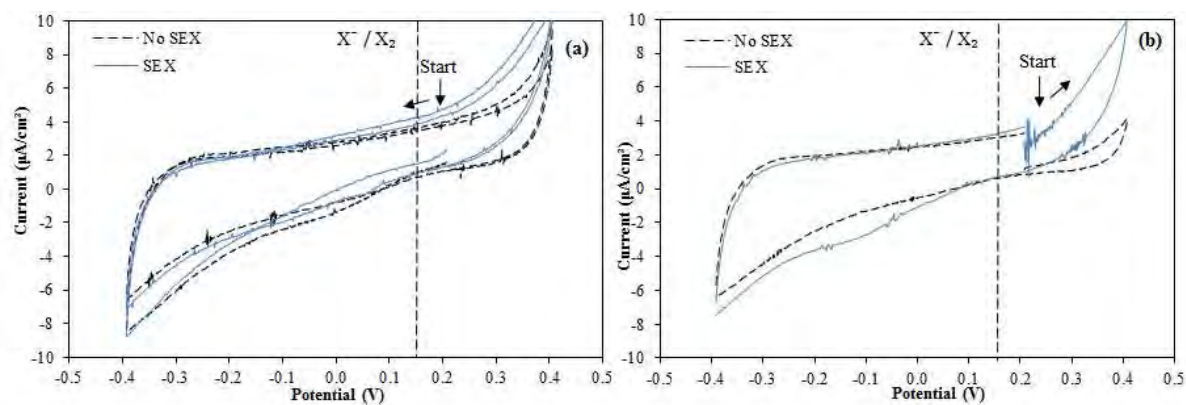 10
8
6
4
2
0
-2
-4
-6
-8
-10
Current (µA/cm²)
No SEX
SEX
X⁻ / X₂
(a)
Start
-0.5 -0.4 -0.3 -0.2 -0.1 0.0 0.1 0.2 0.3 0.4 0.5
Potential (V)
10
8
6
4
2
0
-2
-4
-6
-8
-10
Current (µA/cm²)
No SEX
SEX
X⁻ / X₂
(b)
Start
-0.5 -0.4 -0.3 -0.2 -0.1 0.0 0.1 0.2 0.3 0.4 0.5
Potential (V)